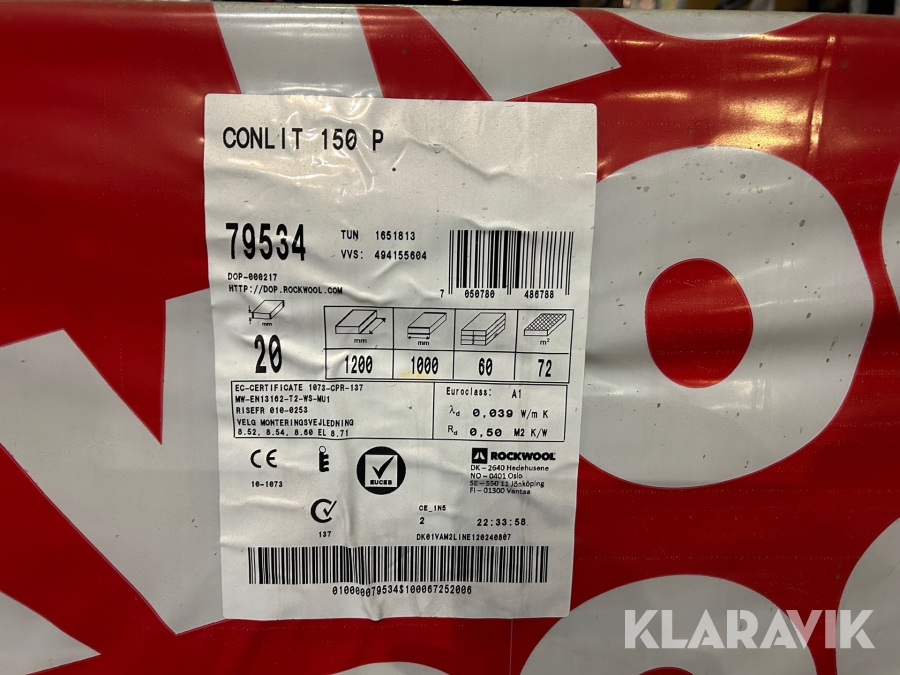 CONLIT 150 P
79534
TUN 1651813
VVS: 494155604
DOP-000217
HTTP://DOP.ROCKWOOL.COM
7 050780 486788
mm
20
mm
1200
mm
1000
60
m²
72
EC-CERTIFICATE 1073-CPR-137
MW-EN13162-T2-WS-MU1
RISEFR 010-0253
VELG MONTERINGSVEJLEDNING
8.52, 8.54, 8.60 EL 8.71
Euroclass: A1
λd 0,039 W/m K
Rd 0,50 M2 K/W
CE
10-1073
EUCEB
137
ROCKWOOL
DK – 2640 Hedehusene
NO – 0401 Oslo
SE – 550 11 Jönköping
FI – 01300 Vantaa
CE_IN5
2 22:33:58
DK01VAM2LINE120240807
010000079534$100067252006
KLARAVIK